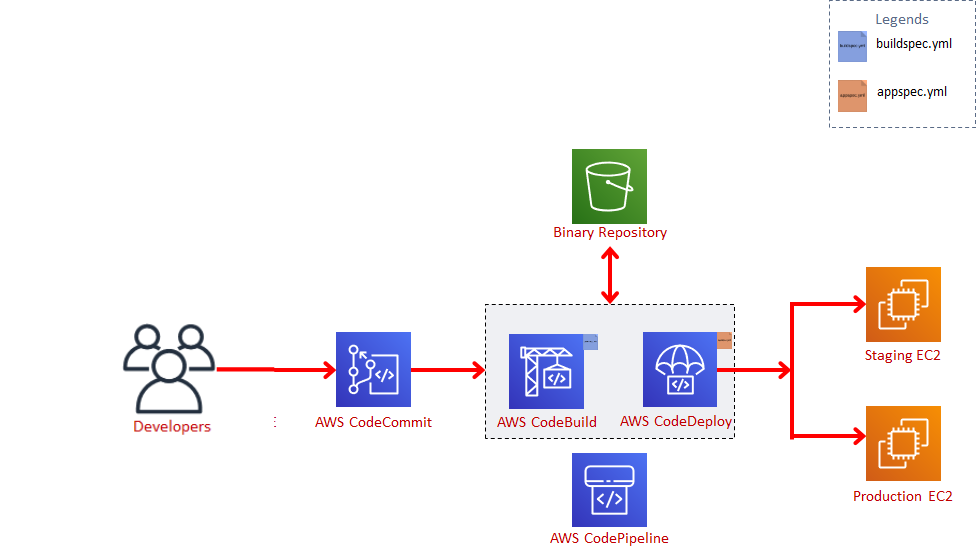 Legends
buildspec.yml
buildspec.yml
appspec.yml
appspec.yml
Binary Repository
Staging EC2
Developers
:
AWS CodeCommit
AWS CodeBuild
AWS CodeDeploy
Production EC2
AWS CodePipeline